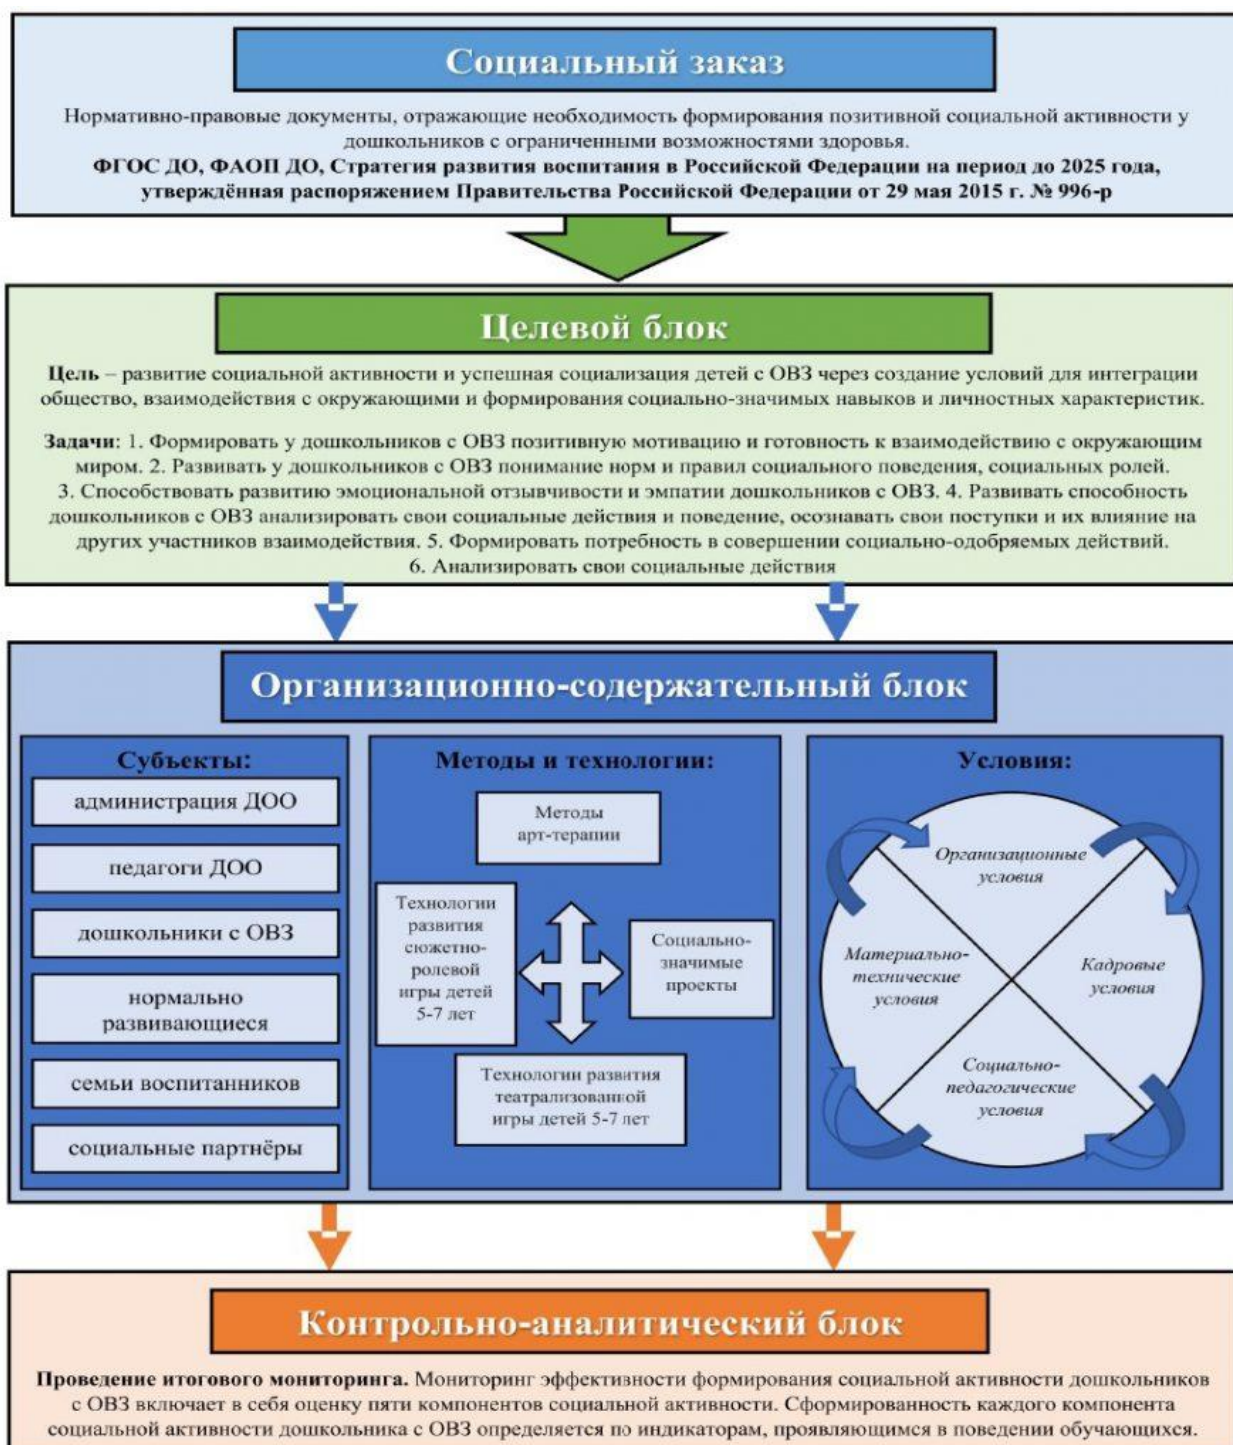 Социальный заказ
Нормативно-правовые документы, отражающие необходимость формирования позитивной социальной активности у
дошкольников с ограниченными возможностями здоровья.
ФГОС ДО, ФАОП ДО, Стратегия развития воспитания в Российской Федерации на период до 2025 года,
утверждённая распоряжением Правительства Российской Федерации от 29 мая 2015 г. № 996-р
Целевой блок
Цель – развитие социальной активности и успешная социализация детей с ОВЗ через создание условий для интеграции
общество, взаимодействия с окружающими и формирования социально-значимых навыков и личностных характеристик.
Задачи: 1. Формировать у дошкольников с ОВЗ позитивную мотивацию и готовность к взаимодействию с окружающим
миром. 2. Развивать у дошкольников с ОВЗ понимание норм и правил социального поведения, социальных ролей.
3. Способствовать развитию эмоциональной отзывчивости и эмпатии дошкольников с ОВЗ. 4. Развивать способность
дошкольников с ОВЗ анализировать свои социальные действия и поведение, осознавать свои поступки и их влияние на
других участников взаимодействия. 5. Формировать потребность в совершении социально-одобряемых действий.
6. Анализировать свои социальные действия
Организационно-содержательный блок
Субъекты:
администрация ДОО
педагоги ДОО
дошкольники с ОВЗ
нормально
развивающиеся
семьи воспитанников
социальные партнёры
Методы и технологии:
Методы
арт-терапии
Технологии
развития
сюжетно-
ролевой
игры детей
5-7 лет
Социально-
значимые
проекты
Технологии развития
театрализованной
игры детей 5-7 лет
Условия:
Организационные
условия
Материально-
технические
условия
Кадровые
условия
Социально-
педагогические
условия
Контрольно-аналитический блок
Проведение итогового мониторинга. Мониторинг эффективности формирования социальной активности дошкольников
с ОВЗ включает в себя оценку пяти компонентов социальной активности. Сформированность каждого компонента
социальной активности дошкольника с ОВЗ определяется по индикаторам, проявляющимся в поведении обучающихся.